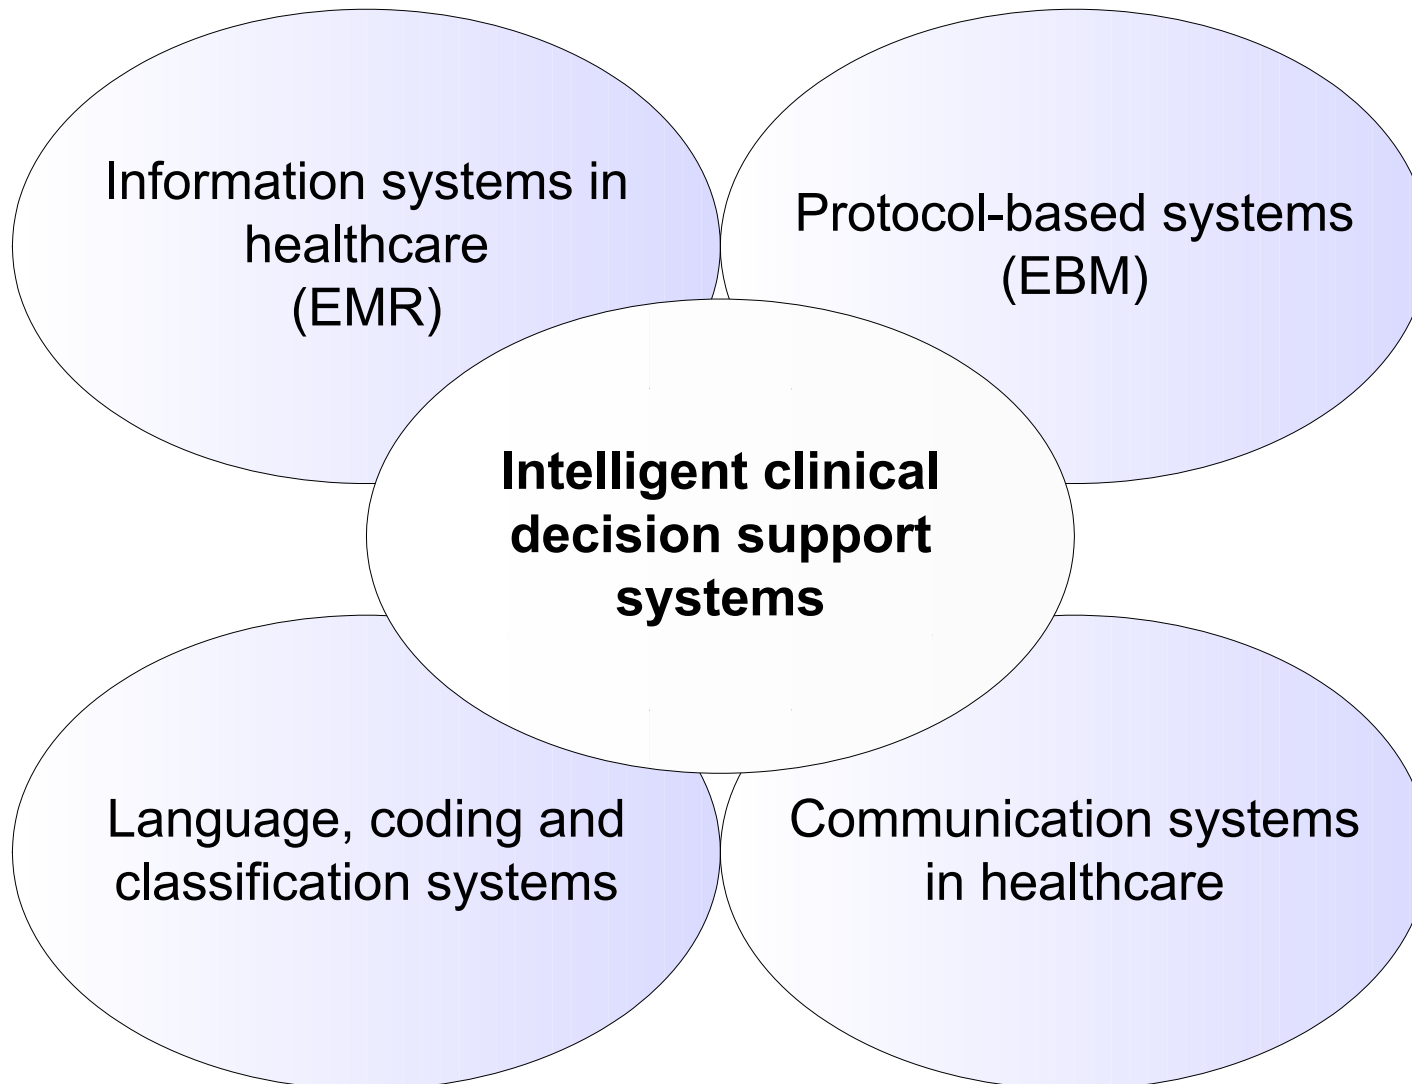 Information systems in
healthcare
(EMR)
Protocol-based systems
(EBM)
Intelligent clinical
decision support
systems
Language, coding and
classification systems
Communication systems
in healthcare